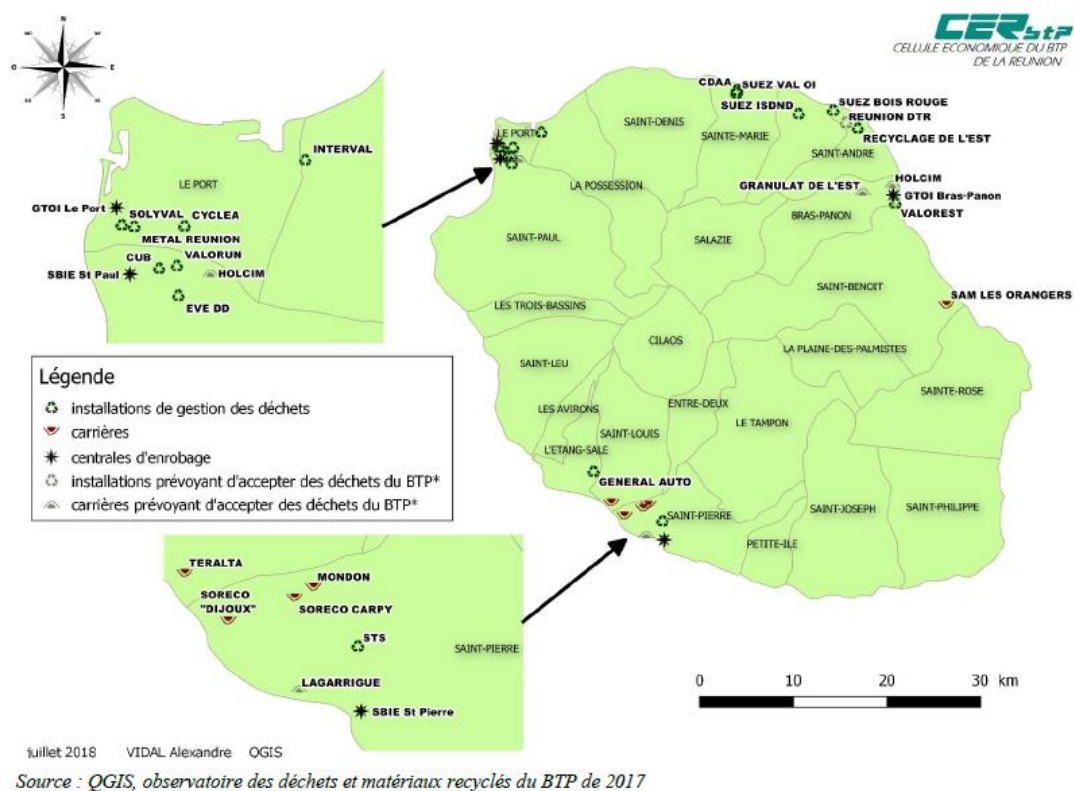 N
NO
NE
O
E
SO
SE
S
CERbtP
CELLULE ECONOMIQUE DU BTP
DE LA REUNION
INTERVAL
LE PORT
GTOI Le Port
SOLYVAL
CYCLEA
METAL REUNION
CUB
VALORUN
SBIE St Paul
HOLCIM
EVE DD
CDAA
SUEZ VAL OI
SUEZ ISDND
SUEZ BOIS ROUGE
REUNION DTR
RECYCLAGE DE L'EST
LE PORT
SAINT-DENIS
SAINTE-MARIE
SAINT-ANDRE
LA POSSESSION
GRANULAT DE L'EST
HOLCIM
GTOI Bras-Panon
VALOREST
BRAS-PANON
SAINT-PAUL
SALAZIE
SAINT-BENOIT
SAM LES ORANGERS
LES TROIS-BASSINS
CILAOS
LA PLAINE-DES-PALMISTES
SAINT-LEU
SAINTE-ROSE
ENTRE-DEUX
LES AVIRONS
LE TAMPON
SAINT-LOUIS
L'ETANG-SALE
GENERAL AUTO
SAINT-PIERRE
SAINT-JOSEPH
SAINT-PHILIPPE
PETITE-ILE
Légende
installations de gestion des déchets
carrières
centrales d'enrobage
installations prévoyant d'accepter des déchets du BTP*
carrières prévoyant d'accepter des déchets du BTP*
TERALTA
MONDON
SORECO
"DIJOUX"
SORECO CARPY
STS
SAINT-PIERRE
LAGARRIGUE
SBIE St Pierre
0 10 20 30 km
juillet 2018 VIDAL Alexandre QGIS
Source : QGIS, observatoire des déchets et matériaux recyclés du BTP de 2017